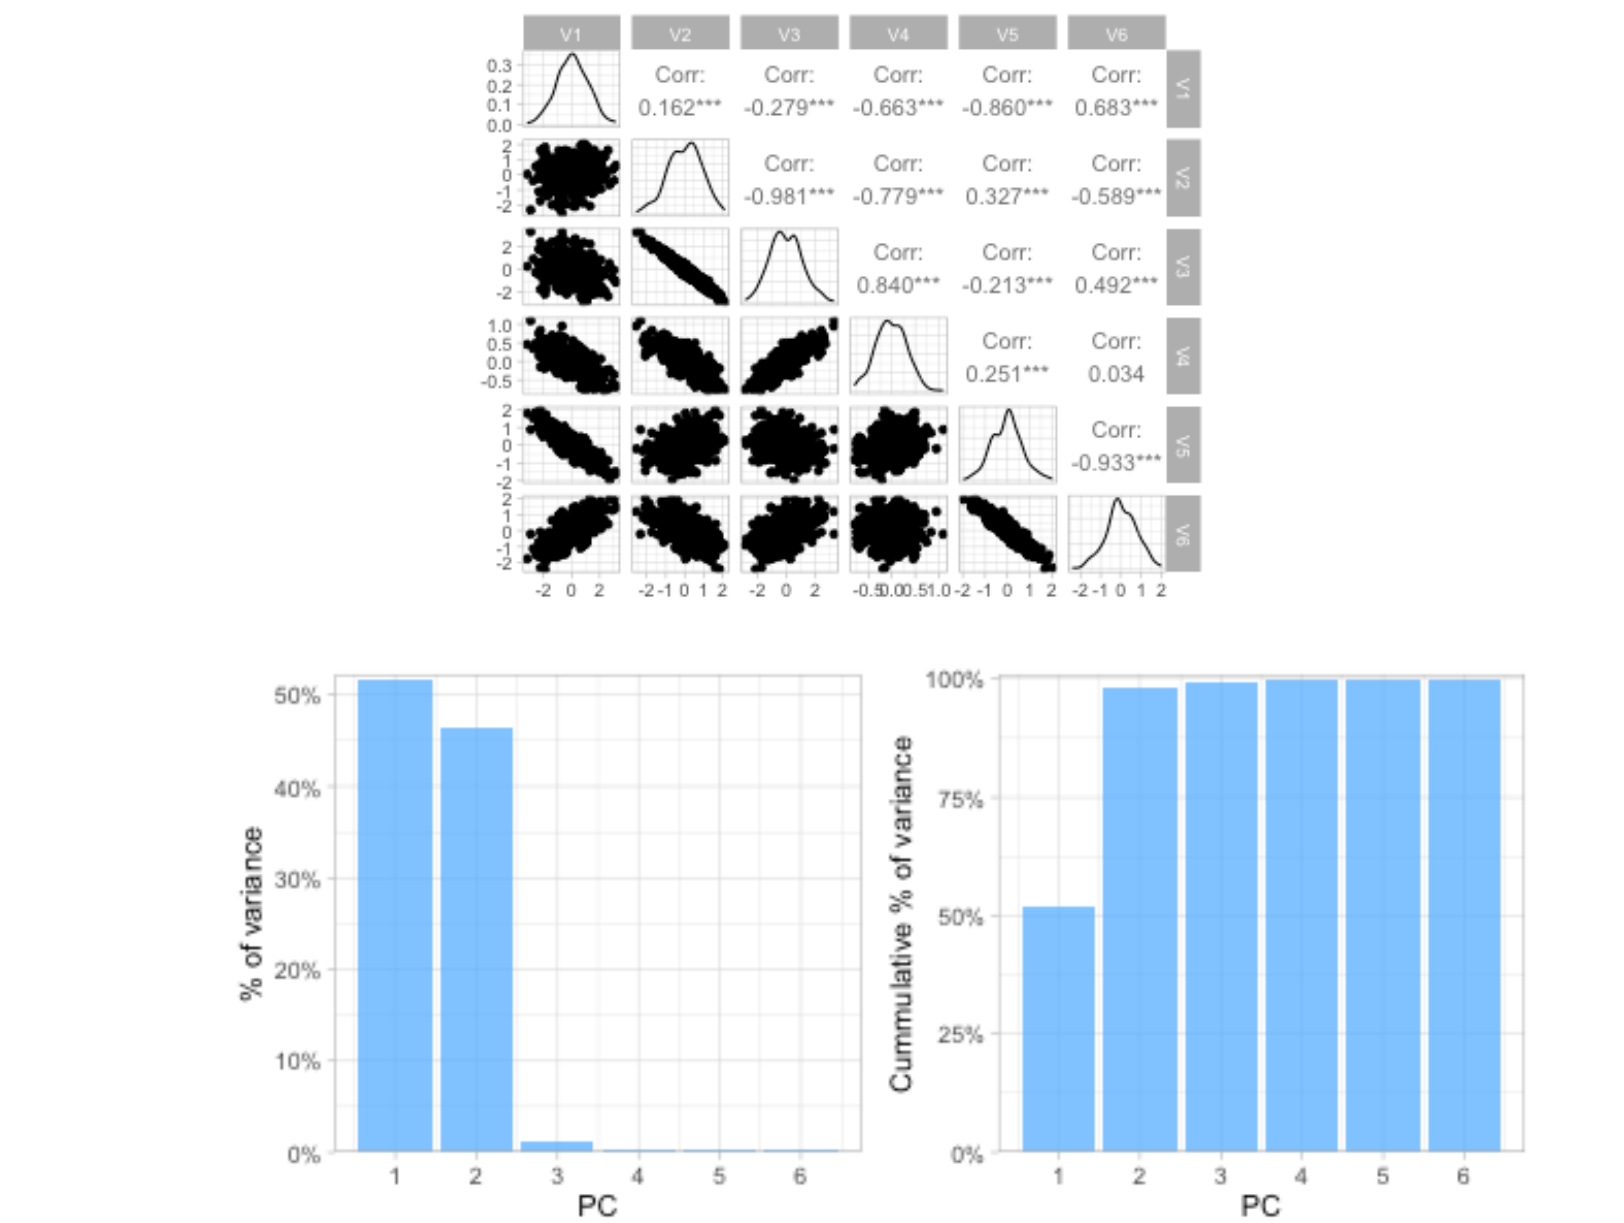 V1 V2 V3 V4 V5 V6
0.3
0.2
0.1
0.0
Corr: Corr: Corr: Corr: Corr:
0.162*** -0.279*** -0.663*** -0.860*** 0.683***
V1
2
1
0
-1
-2
Corr: Corr: Corr: Corr:
-0.981*** -0.779*** 0.327*** -0.589***
V2
2
0
-2
Corr: Corr: Corr:
0.840*** -0.213*** 0.492***
V3
1.0
0.5
0.0
-0.5
Corr: Corr:
0.251*** 0.034
V4
2
1
0
-1
-2
Corr:
-0.933***
V5
2
1
0
-1
-2
V6
-2 0 2 -2 -1 0 1 2 -2 0 2 -0.50.00.51.0 -2 -1 0 1 2 -2 -1 0 1 2
% of variance
50%
40%
30%
20%
10%
0%
1 2 3 4 5 6
PC
Cummulative % of variance
100%
75%
50%
25%
0%
1 2 3 4 5 6
PC